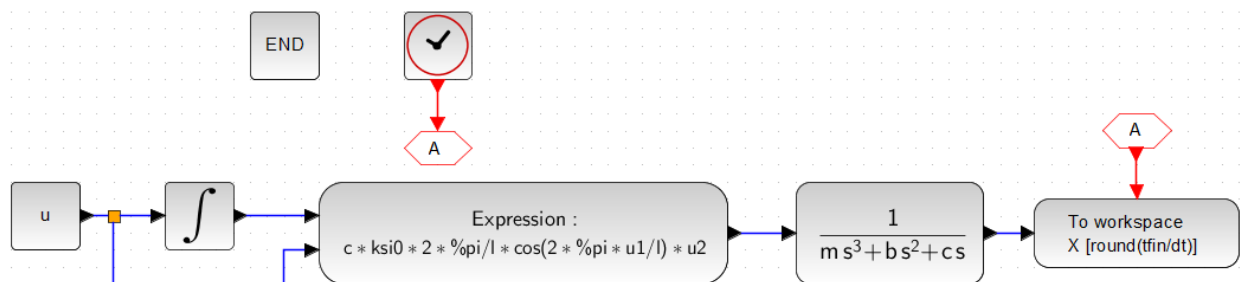 END
A
A
u
∫
Expression :
c * ksi0 * 2 * %pi/l * cos(2 * %pi * u1/l) * u2
1
m s³+b s²+c s
To workspace
X [round(tfin/dt)]